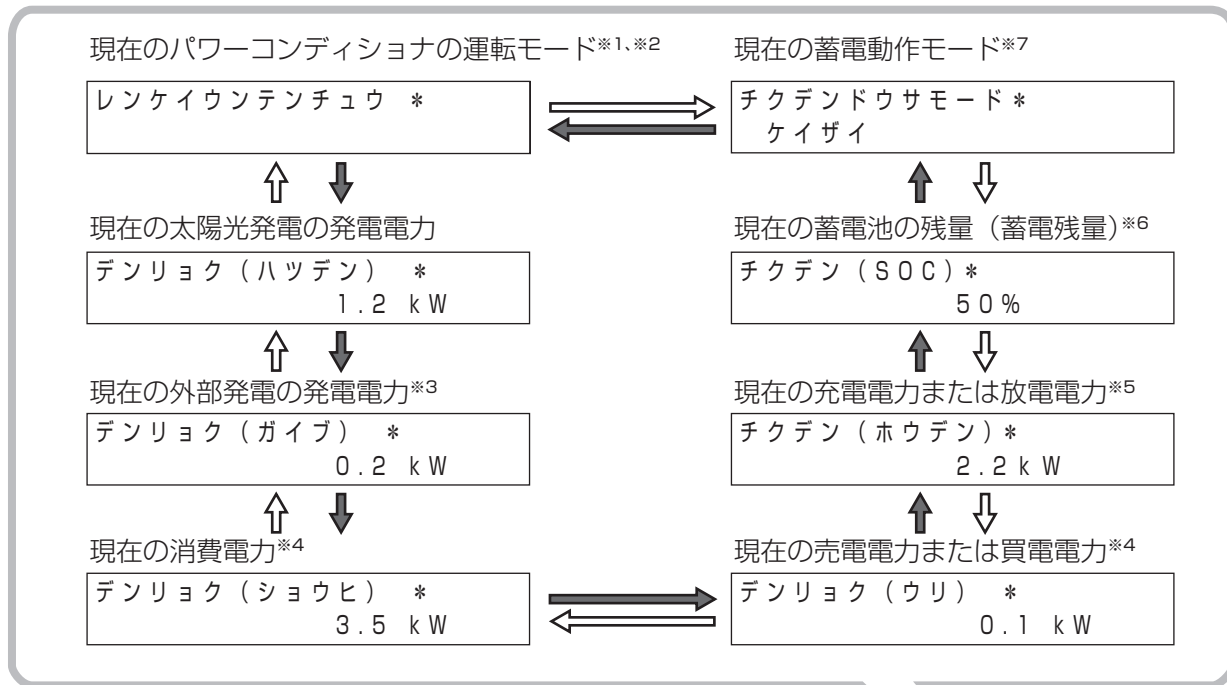 現在のパワーコンディショナの運転モード※1、※2
レンケイウンテンチュウ *
現在の太陽光発電の発電電力
デンリョク(ハツデン) *
1.2 kW
現在の外部発電の発電電力※3
デンリョク(ガイブ) *
0.2 kW
現在の消費電力※4
デンリョク(ショウヒ) *
3.5 kW
現在の蓄電動作モード※7
チクデンドウサモード*
ケイザイ
現在の蓄電池の残量（蓄電残量)※6
チクデン(SOC)*
50%
現在の充電電力または放電電力※5
チクデン(ホウデン)*
2.2kW
現在の売電電力または買電電力※4
デンリョク(ウリ) *
0.1 kW